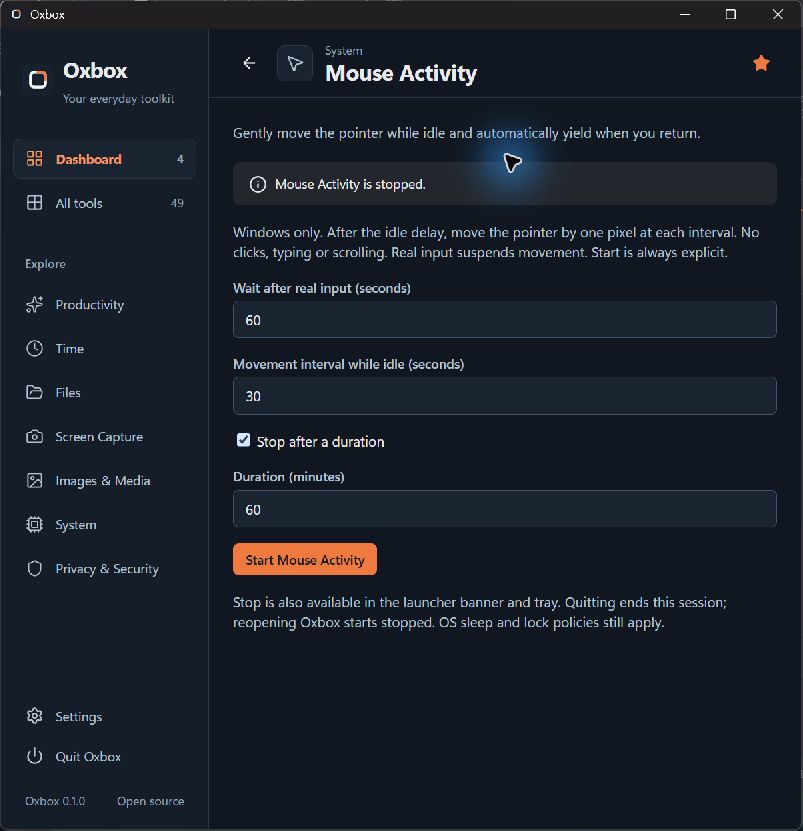 Oxbox
Oxbox
Your everyday toolkit
Dashboard 4
All tools 49
Explore
Productivity
Time
Files
Screen Capture
Images & Media
System
Privacy & Security
Settings
Quit Oxbox
Oxbox 0.1.0 Open source
System
Mouse Activity
Gently move the pointer while idle and automatically yield when you return.
Mouse Activity is stopped.
Windows only. After the idle delay, move the pointer by one pixel at each interval. No
clicks, typing or scrolling. Real input suspends movement. Start is always explicit.
Wait after real input (seconds)
60
Movement interval while idle (seconds)
30
Stop after a duration
Duration (minutes)
60
Start Mouse Activity
Stop is also available in the launcher banner and tray. Quitting ends this session;
reopening Oxbox starts stopped. OS sleep and lock policies still apply.